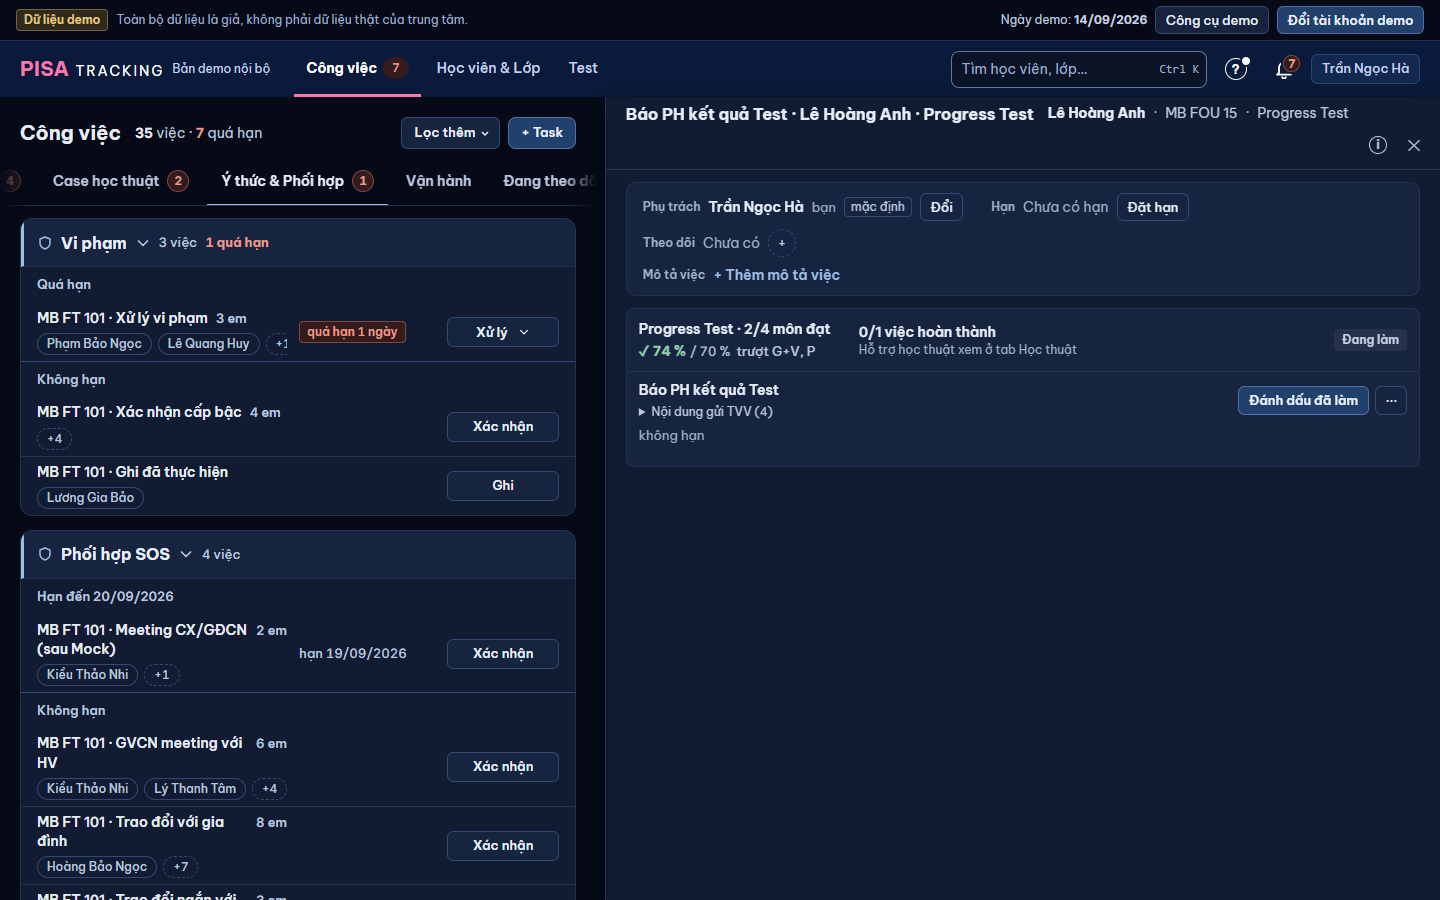 Dữ liệu demo Toàn bộ dữ liệu là giả, không phải dữ liệu thật của trung tâm. Ngày demo: 14/09/2026 Công cụ demo Đổi tài khoản demo
PISA TRACKING Bản demo nội bộ Công việc 7 Học viên & Lớp Test Tìm học viên, lớp... Ctrl K ? 7 Trần Ngọc Hà
Công việc 35 việc · 7 quá hạn Lọc thêm + Task
4 Case học thuật 2 Ý thức & Phối hợp 1 Vận hành Đang theo
Vi phạm 3 việc 1 quá hạn
Quá hạn
MB FT 101 · Xử lý vi phạm 3 em
Phạm Bảo Ngọc Lê Quang Huy +1
quá hạn 1 ngày
Xử lý
Không hạn
MB FT 101 · Xác nhận cấp bậc 4 em
+4
Xác nhận
MB FT 101 · Ghi đã thực hiện
Lương Gia Bảo
Ghi
Phối hợp SOS 4 việc
Hạn đến 20/09/2026
MB FT 101 · Meeting CX/GĐCN 2 em
(sau Mock)
Kiều Thảo Nhi +1
hạn 19/09/2026
Xác nhận
Không hạn
MB FT 101 · GVCN meeting với 6 em
HV
Kiều Thảo Nhi Lý Thanh Tâm +4
Xác nhận
MB FT 101 · Trao đổi với gia 8 em
đình
Hoàng Bảo Ngọc +7
Xác nhận
MB FT 101 · Trao đổi ngắn với 3 em
Báo PH kết quả Test · Lê Hoàng Anh · Progress Test Lê Hoàng Anh · MB FOU 15 · Progress Test
Phụ trách Trần Ngọc Hà bạn mặc định Đổi Hạn Chưa có hạn Đặt hạn
Theo dõi Chưa có +
Mô tả việc + Thêm mô tả việc
Progress Test · 2/4 môn đạt
✓ 74 % / 70 % trượt G+V, P
0/1 việc hoàn thành
Hỗ trợ học thuật xem ở tab Học thuật
Đang làm
Báo PH kết quả Test
▶ Nội dung gửi TVV (4)
không hạn
Đánh dấu đã làm ...